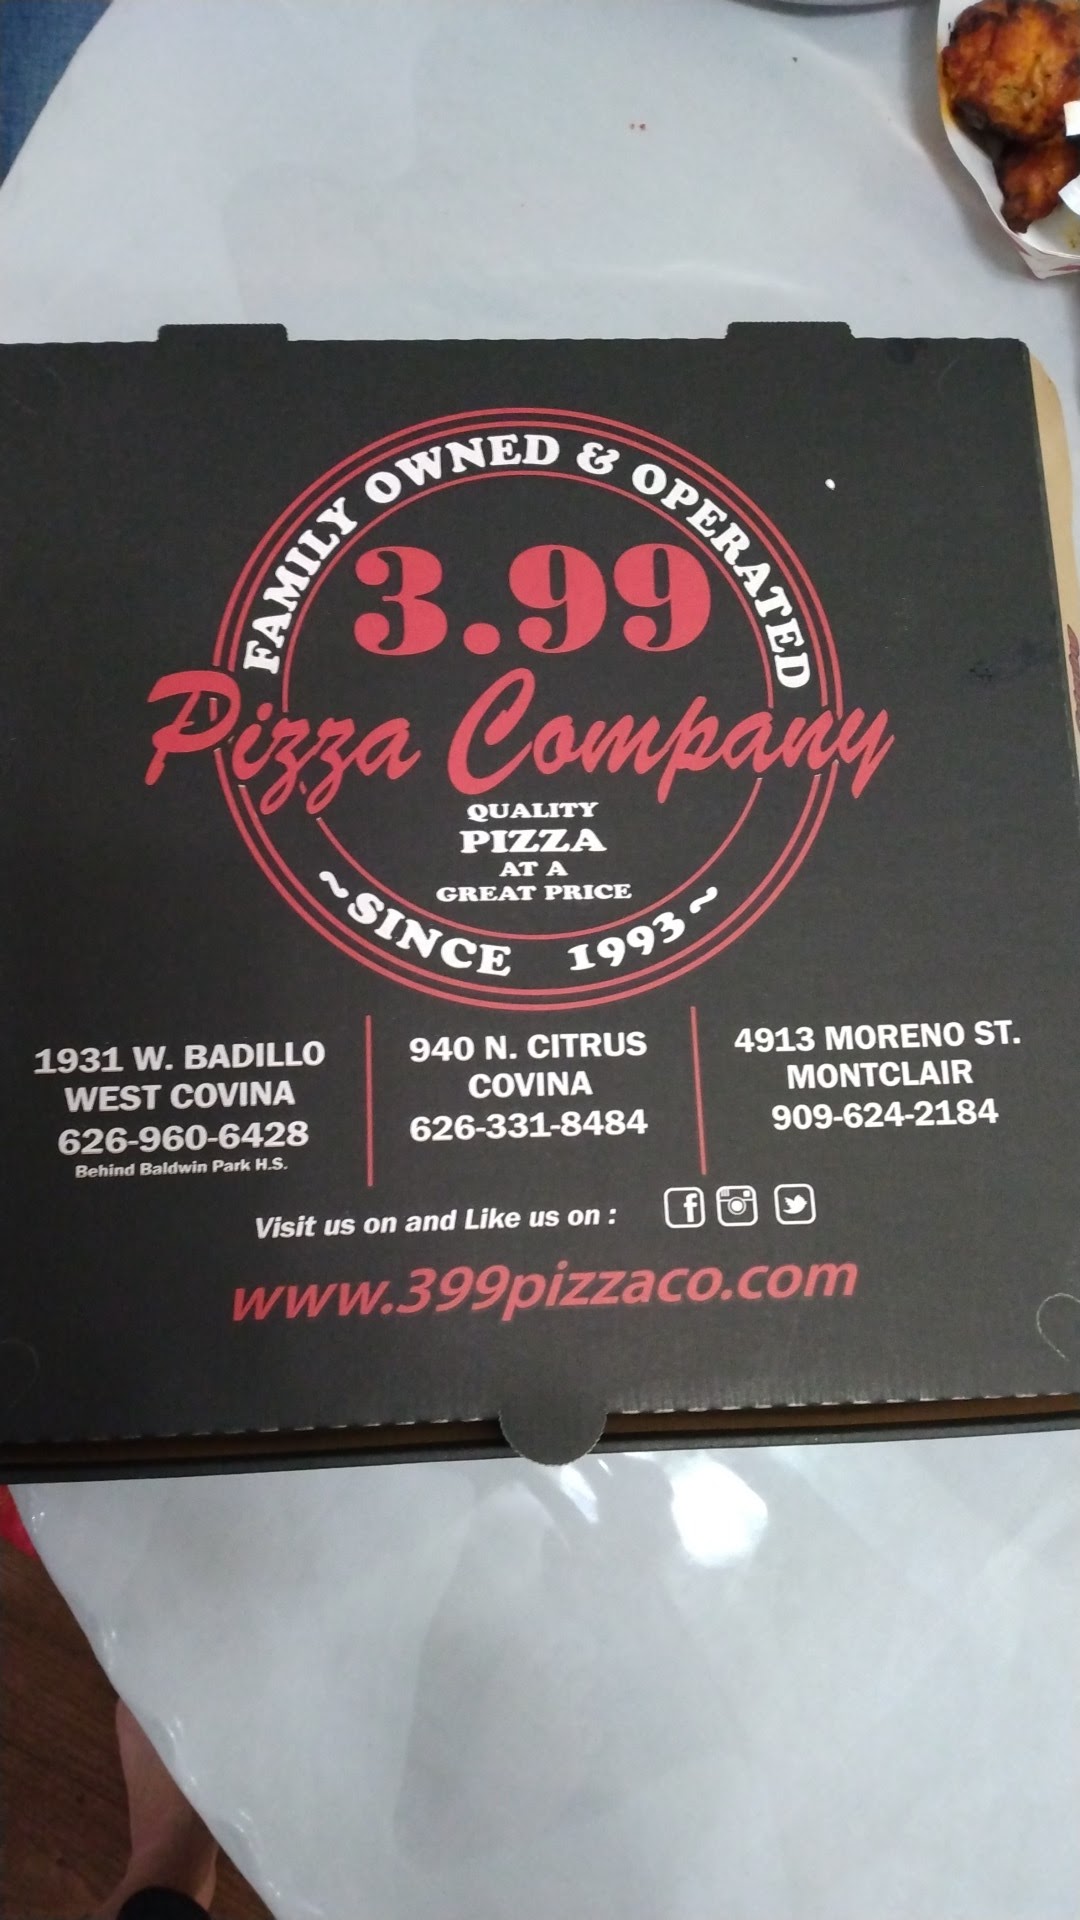 FAMILY OWNED & OPERATED
3.99
Pizza Company
QUALITY
PIZZA
AT A
GREAT PRICE
~SINCE 1993~
1931 W. BADILLO
WEST COVINA
626-960-6428
Behind Baldwin Park H.S.
940 N. CITRUS
COVINA
626-331-8484
4913 MORENO ST.
MONTCLAIR
909-624-2184
Visit us on and Like us on :
www.399pizzaco.com